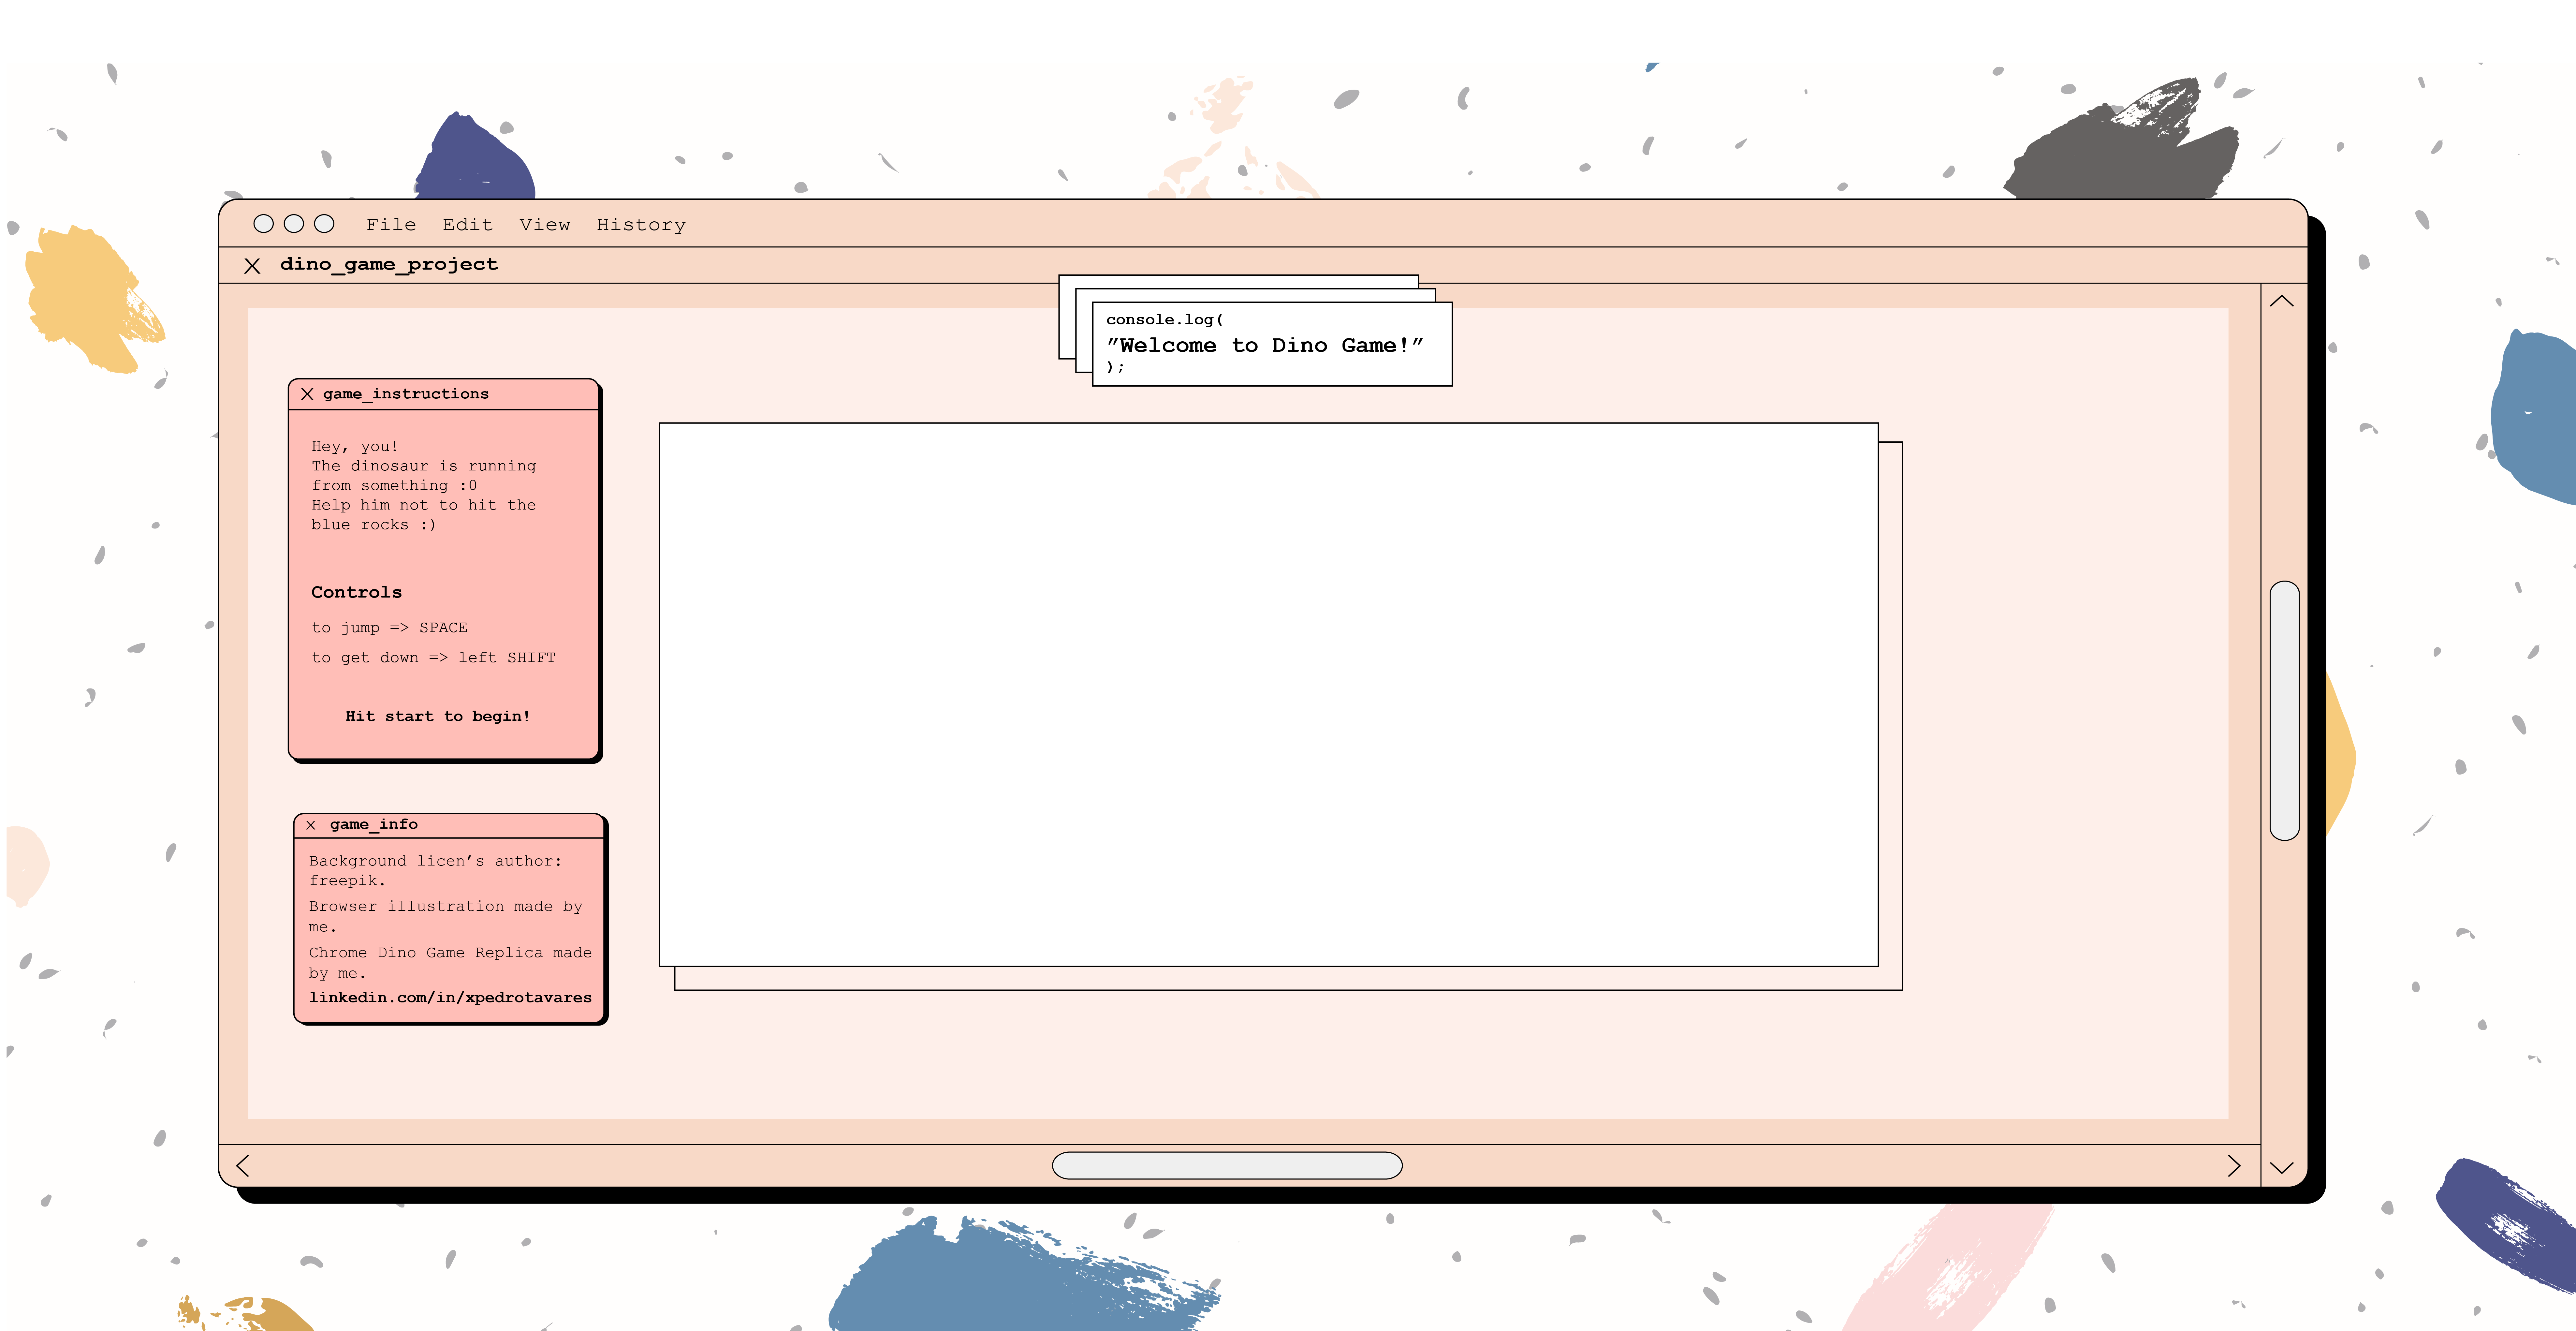 File Edit View History
dino_game_project
console.log(
”Welcome to Dino Game!”
);
game_instructions
Hey, you!
The dinosaur is running
from something :0
Help him not to hit the
blue rocks :)
Controls
to jump => SPACE
to get down => left SHIFT
Hit start to begin!
game_info
Background licen’s author:
freepik.
Browser illustration made by
me.
Chrome Dino Game Replica made
by me.
linkedin.com/in/xpedrotavares